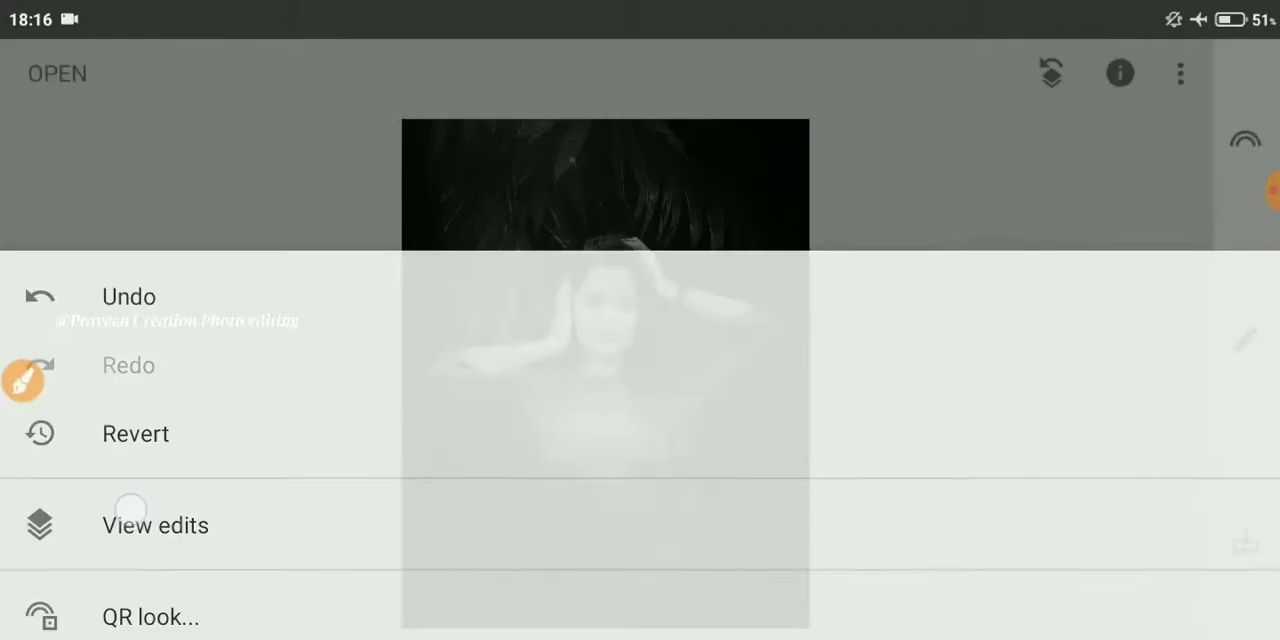 18:16
51%
OPEN
Undo
@Praveen Creation Photo editing
Redo
Revert
View edits
QR look...